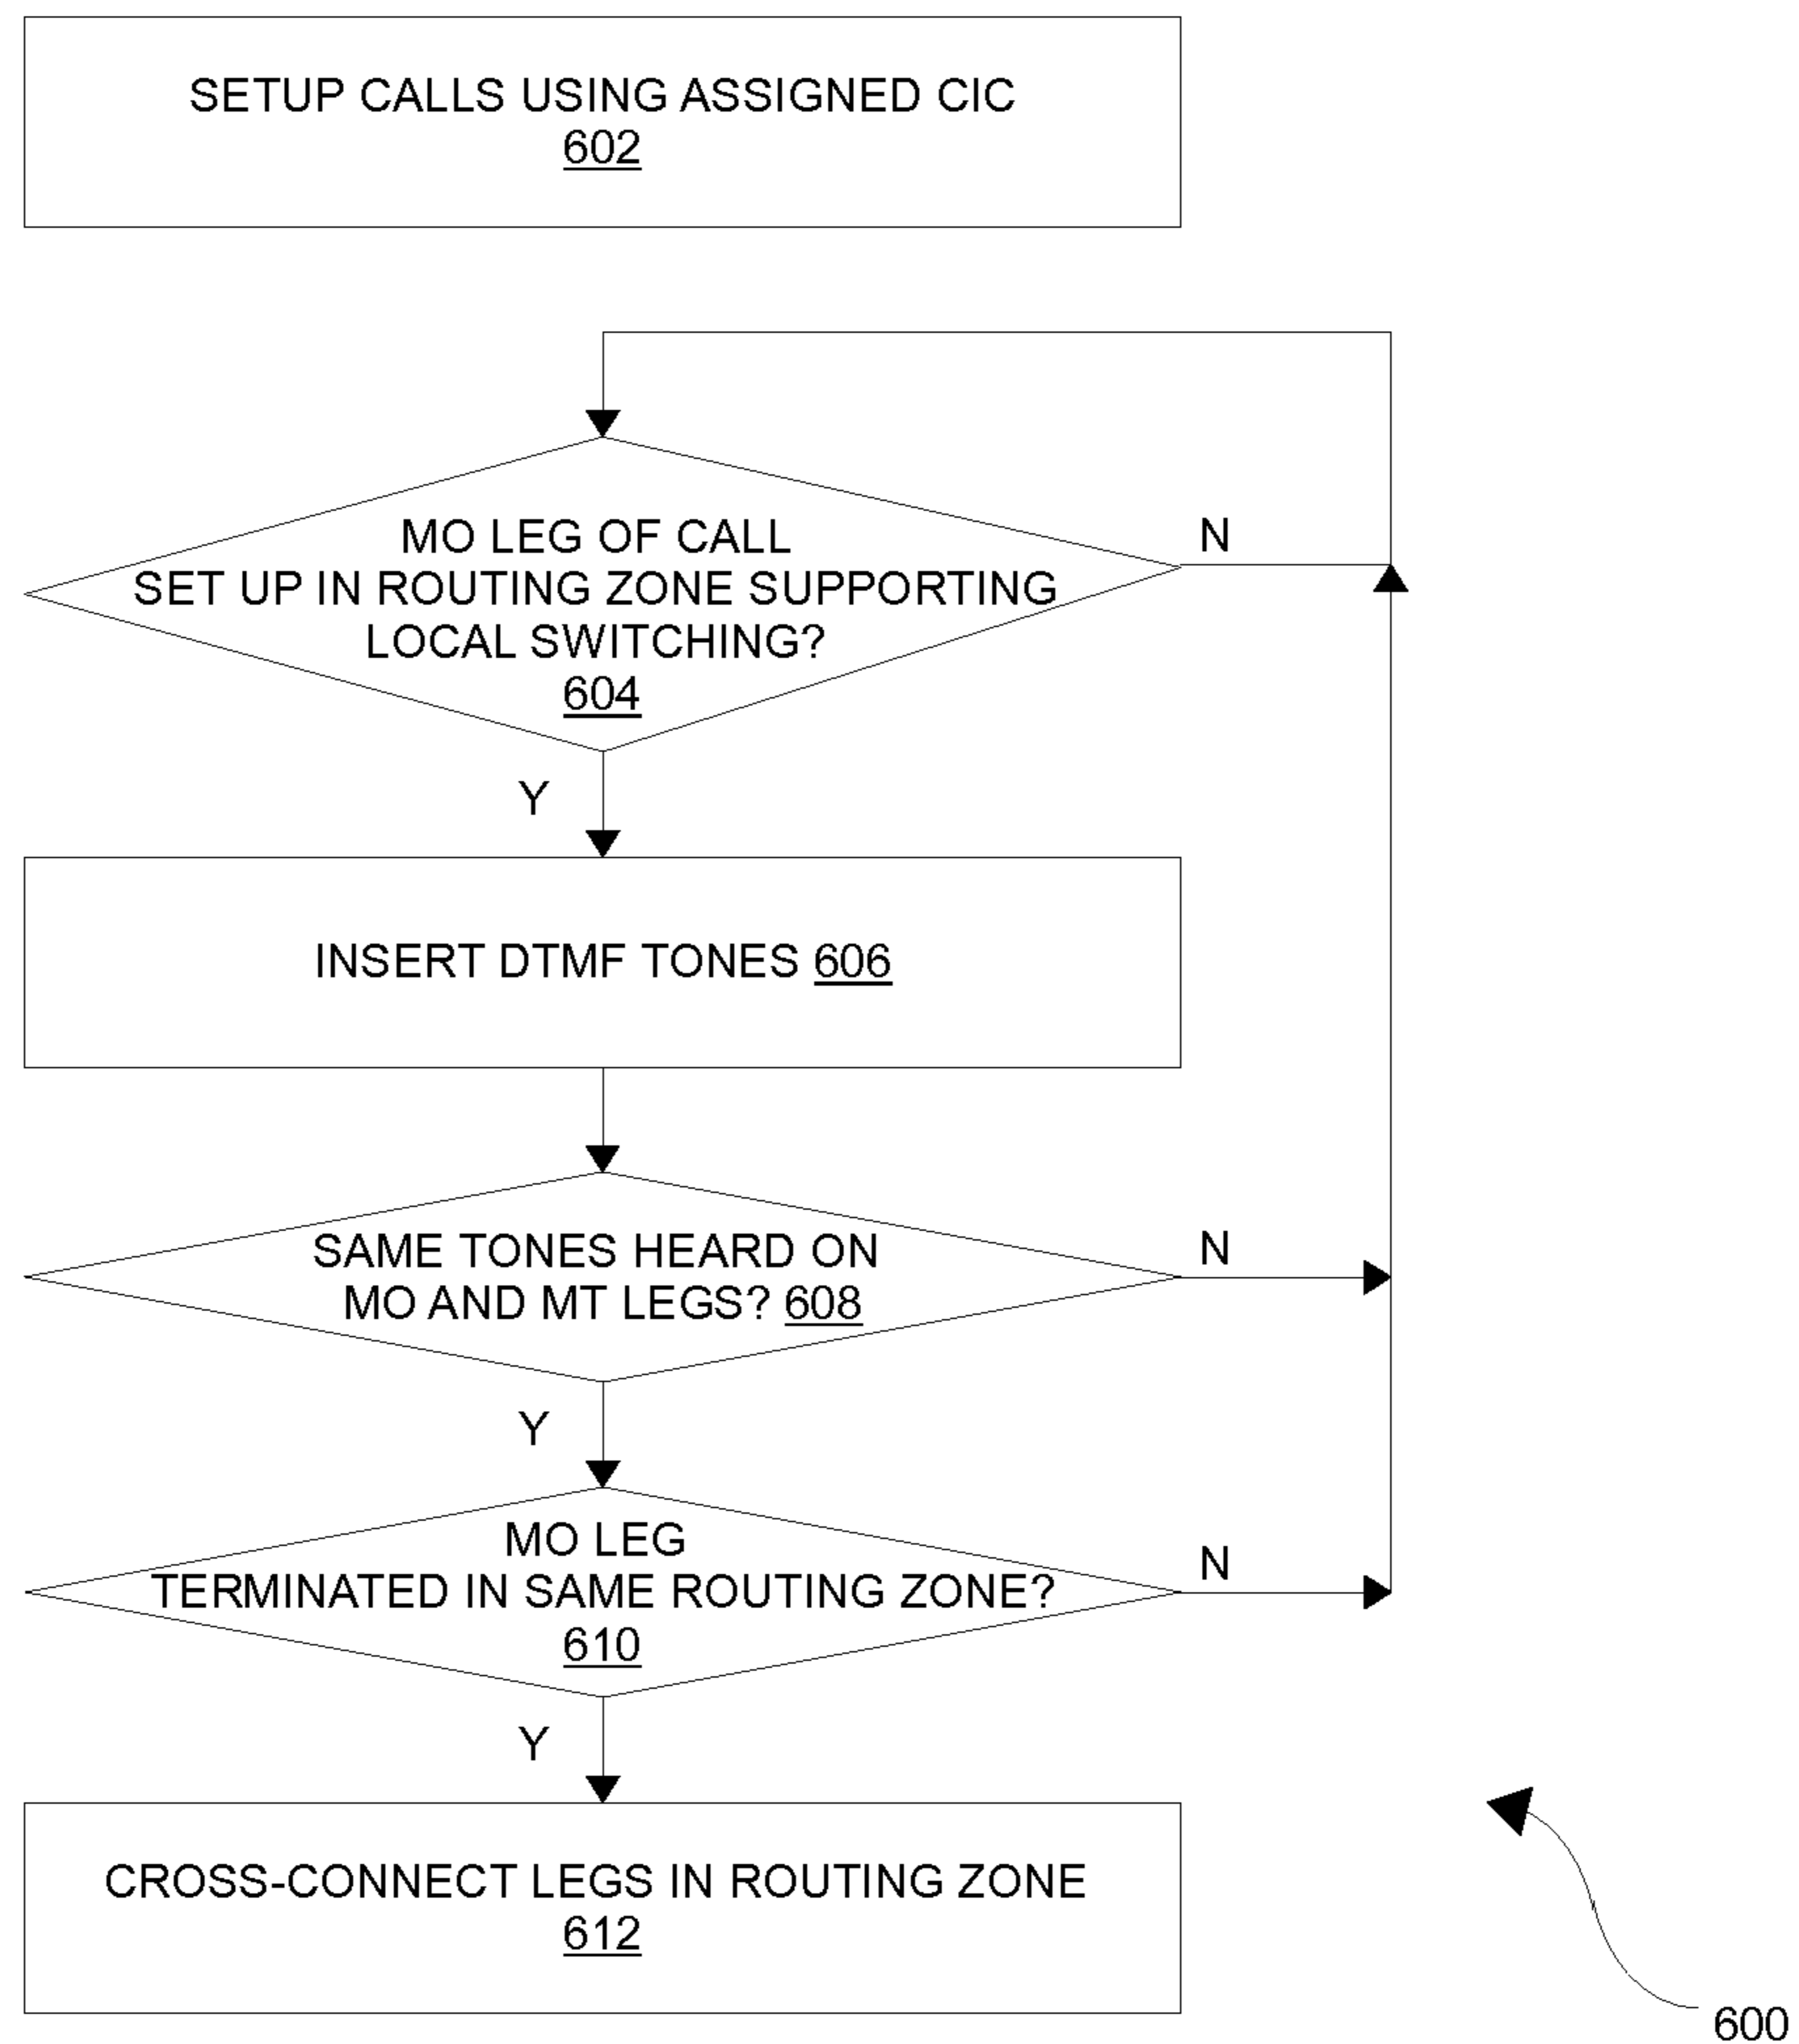 SETUP CALLS USING ASSIGNED CIC
602
MO LEG OF CALL
SET UP IN ROUTING ZONE SUPPORTING
LOCAL SWITCHING?
604
N
Y
INSERT DTMF TONES 606
SAME TONES HEARD ON
MO AND MT LEGS? 608
N
Y
MO LEG
TERMINATED IN SAME ROUTING ZONE?
610
N
Y
CROSS-CONNECT LEGS IN ROUTING ZONE
612
600